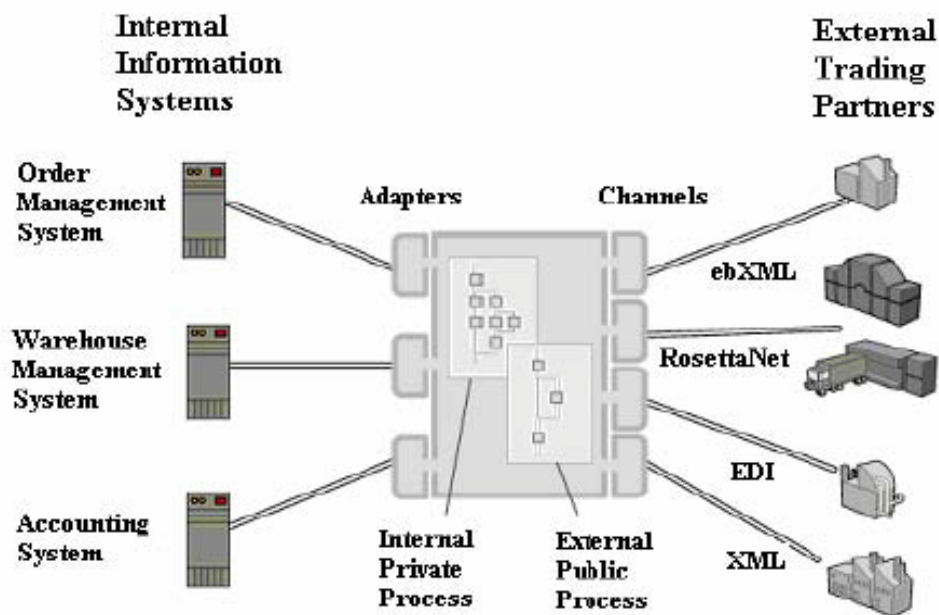 Internal
Information
Systems
External
Trading
Partners
Order
Management
System
Adapters
Channels
ebXML
Warehouse
Management
System
RosettaNet
EDI
Accounting
System
Internal
Private
Process
External
Public
Process
XML